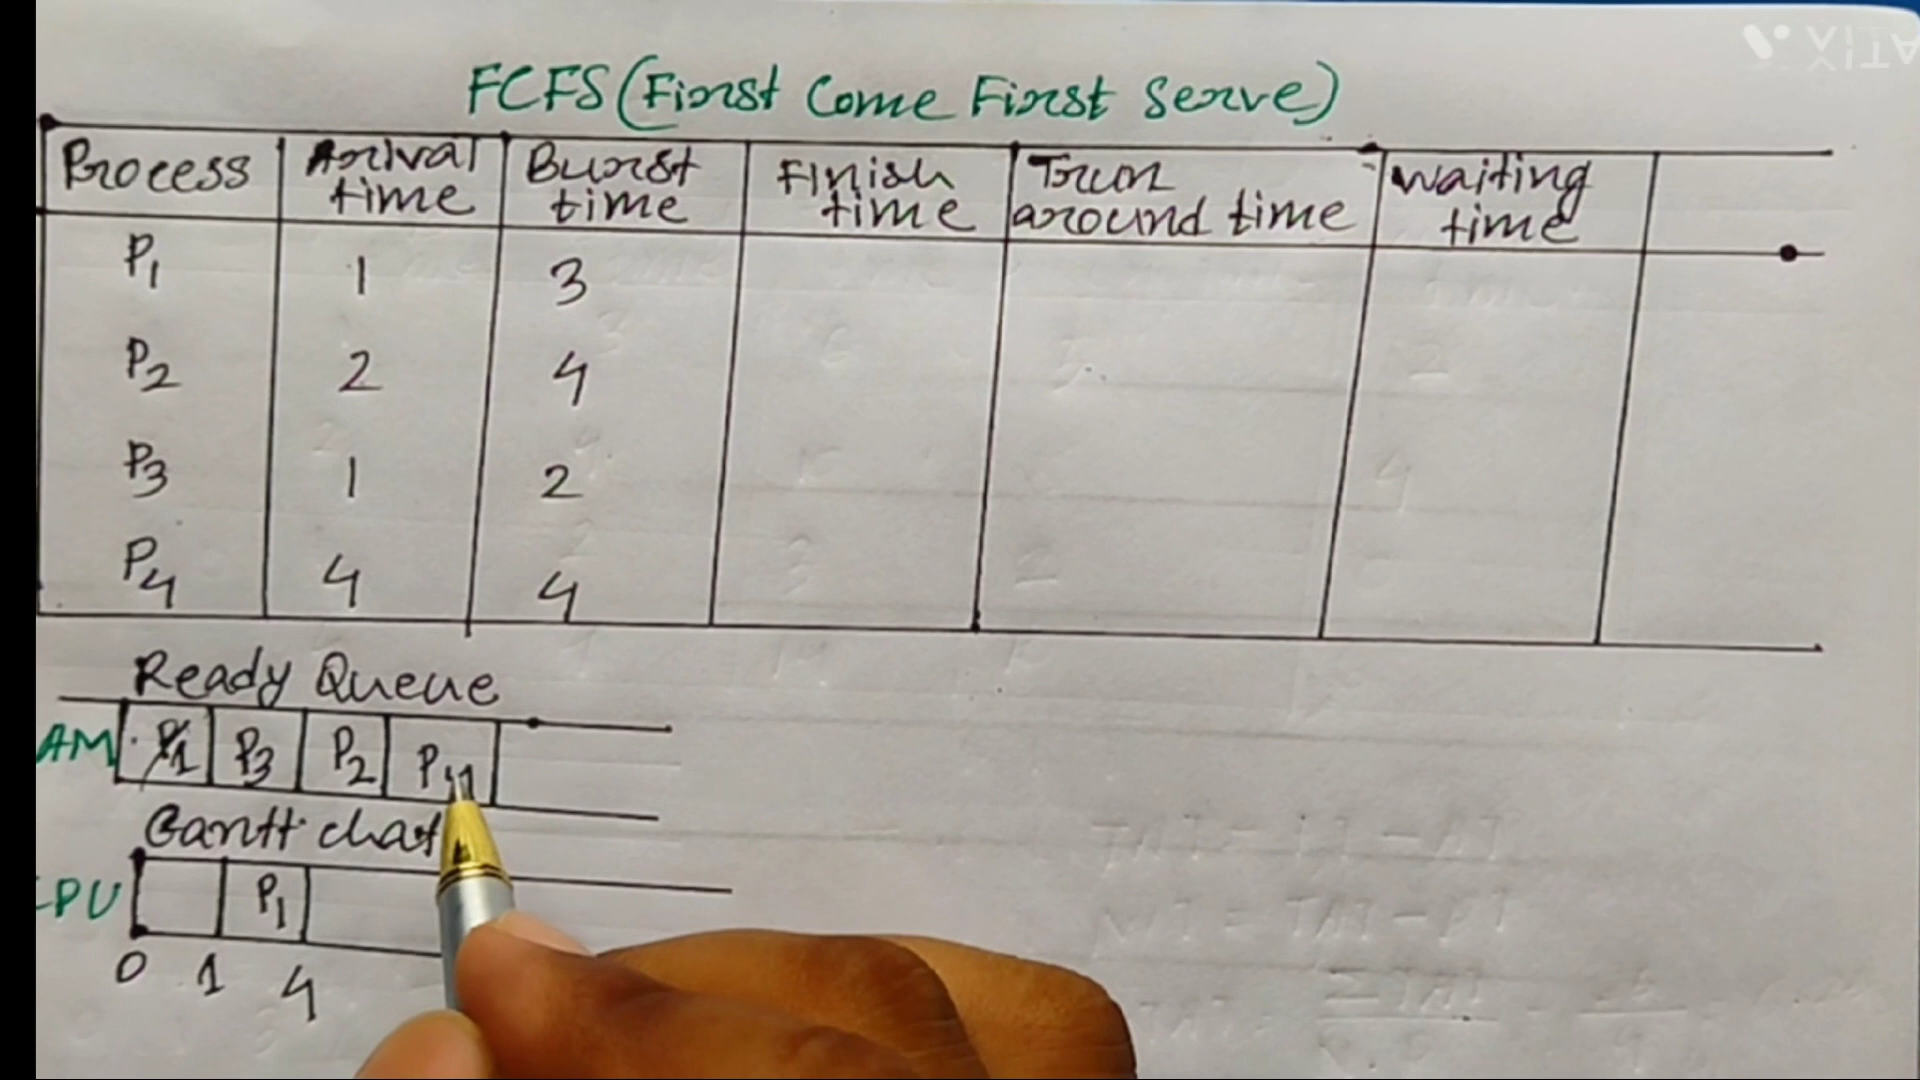 FCFS (First Come First Serve)
Process Arrival time Burst time Finish time Trun around time waiting time
P1 1 3
P2 2 4
P3 1 2
P4 4 4
Ready Queue
AM P1 P3 P2 P4
Gantt chart
CPU P1
0 1 4